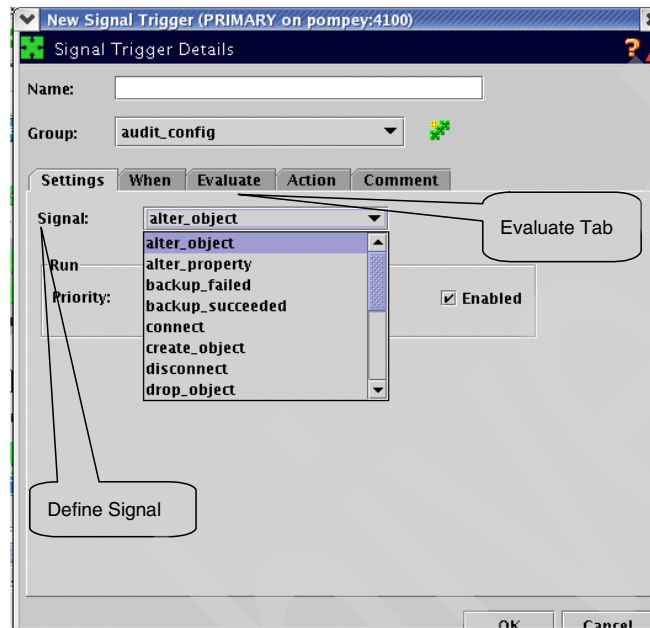 New Signal Trigger (PRIMARY on pompey:4100)
Signal Trigger Details
Name:
Group: audit_config
Settings When Evaluate Action Comment
Signal: alter_object
Evaluate Tab
alter_object
Run
alter_property
backup_failed
Priority:
backup_succeeded
Enabled
connect
create_object
disconnect
drop_object
Define Signal
OK Cancel